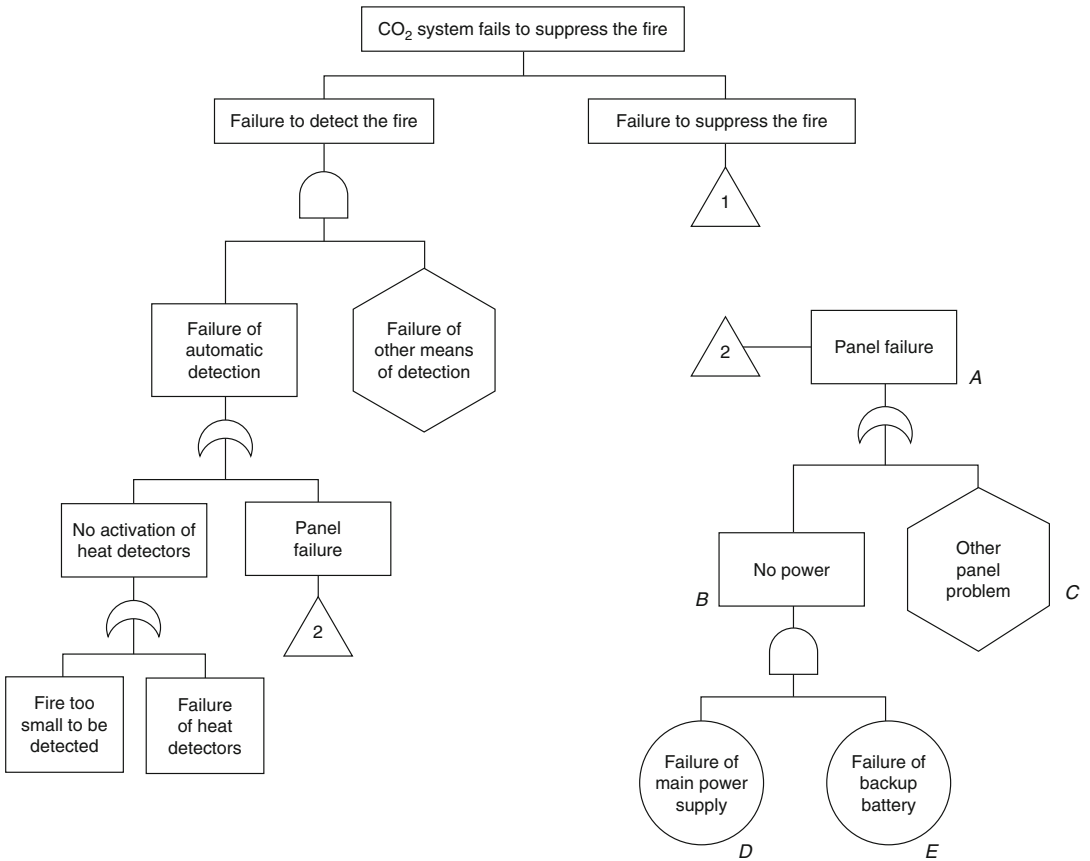 CO₂ system fails to suppress the fire
Failure to detect the fire
Failure to suppress the fire
1
Failure of
automatic
detection
Failure of
other means
of detection
2
Panel failure
A
No activation of
heat detectors
Panel
failure
2
No power
B
Other
panel
problem
C
Fire too
small to be
detected
Failure
of heat
detectors
Failure of
main power
supply
D
Failure of
backup
battery
E